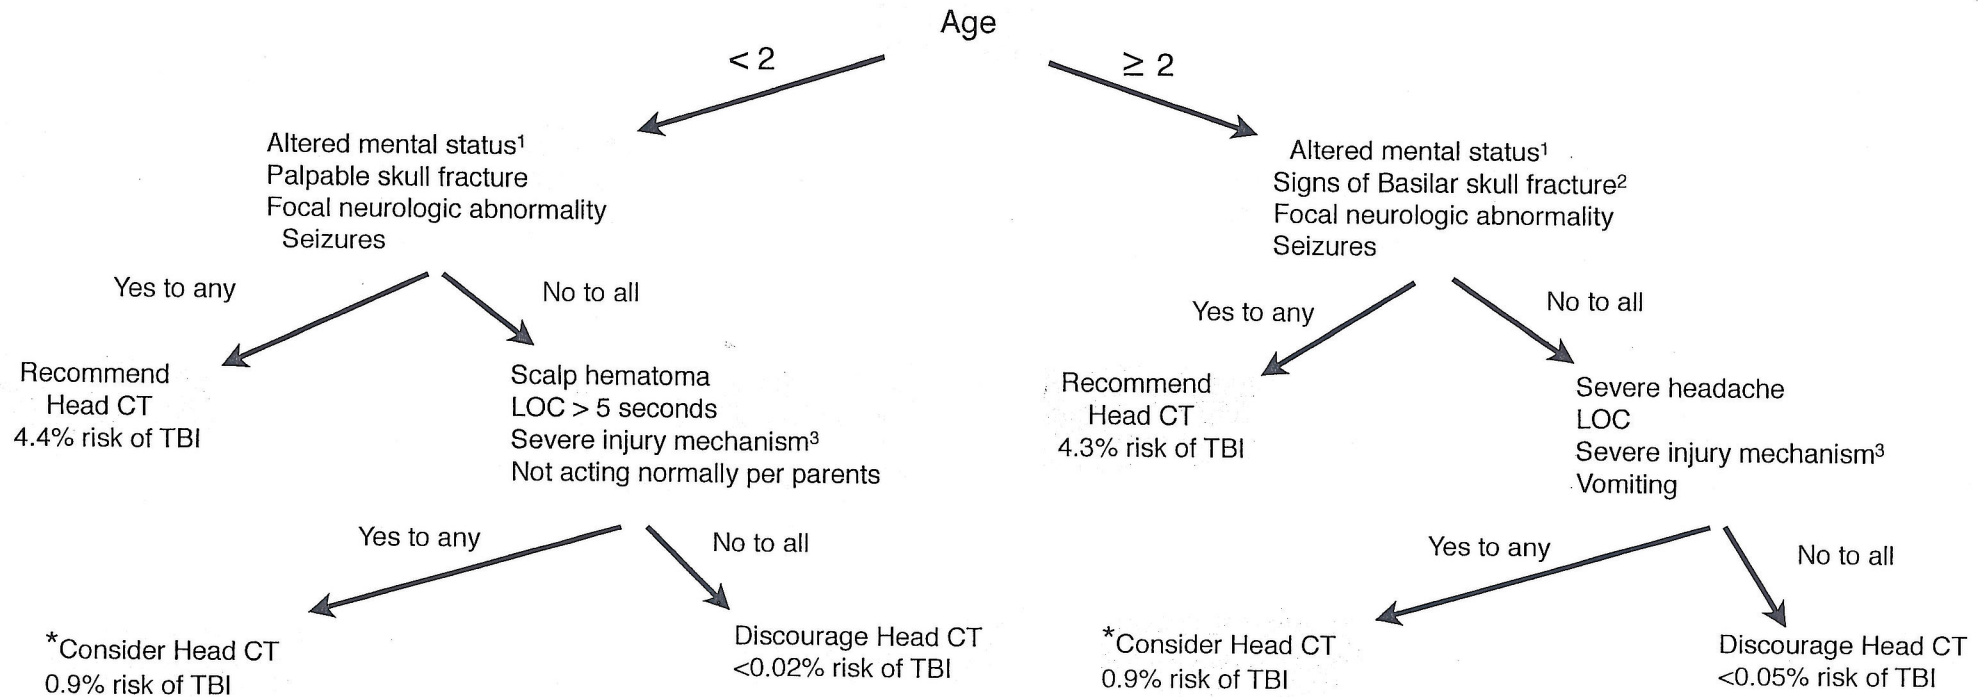 Age
< 2
≥ 2
Altered mental status¹
Palpable skull fracture
Focal neurologic abnormality
Seizures
Yes to any
No to all
Recommend
Head CT
4.4% risk of TBI
Scalp hematoma
LOC > 5 seconds
Severe injury mechanism³
Not acting normally per parents
Yes to any
No to all
*Consider Head CT
0.9% risk of TBI
Discourage Head CT
<0.02% risk of TBI
Altered mental status¹
Signs of Basilar skull fracture²
Focal neurologic abnormality
Seizures
Yes to any
No to all
Recommend
Head CT
4.3% risk of TBI
Severe headache
LOC
Severe injury mechanism³
Vomiting
Yes to any
No to all
*Consider Head CT
0.9% risk of TBI
Discourage Head CT
<0.05% risk of TBI